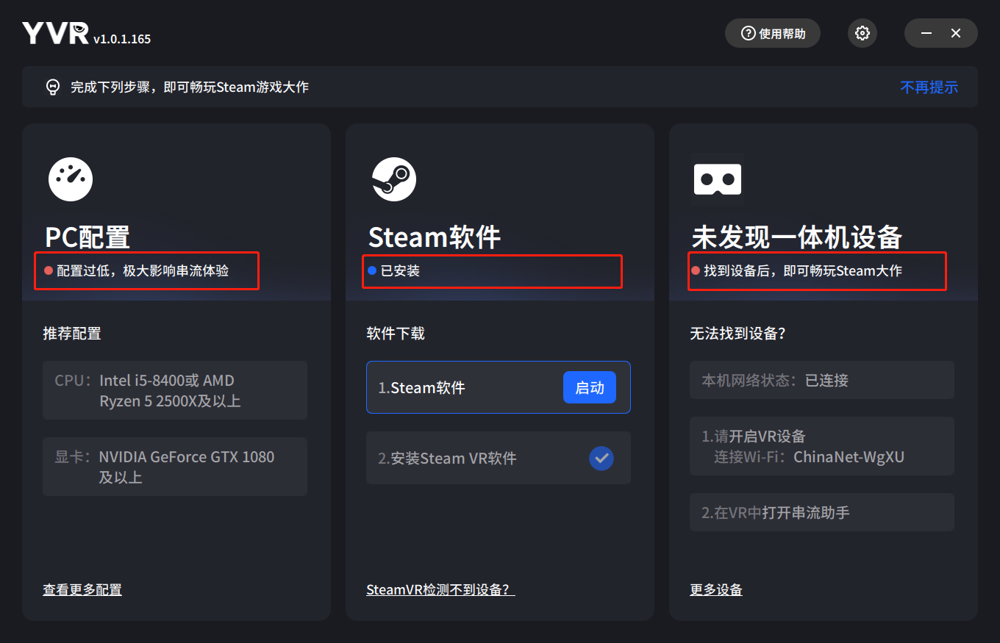 YVR v1.0.1.165
使用帮助
完成下列步骤，即可畅玩Steam游戏大作
不再提示
PC配置
配置过低，极大影响串流体验
推荐配置
CPU：Intel i5-8400或 AMD
Ryzen 5 2500X及以上
显卡：NVIDIA GeForce GTX 1080
及以上
查看更多配置
Steam软件
已安装
软件下载
1.Steam软件
启动
2.安装Steam VR软件
SteamVR检测不到设备？
未发现一体机设备
找到设备后，即可畅玩Steam大作
无法找到设备？
本机网络状态：已连接
1.请开启VR设备
连接Wi-Fi：ChinaNet-WgXU
2.在VR中打开串流助手
更多设备